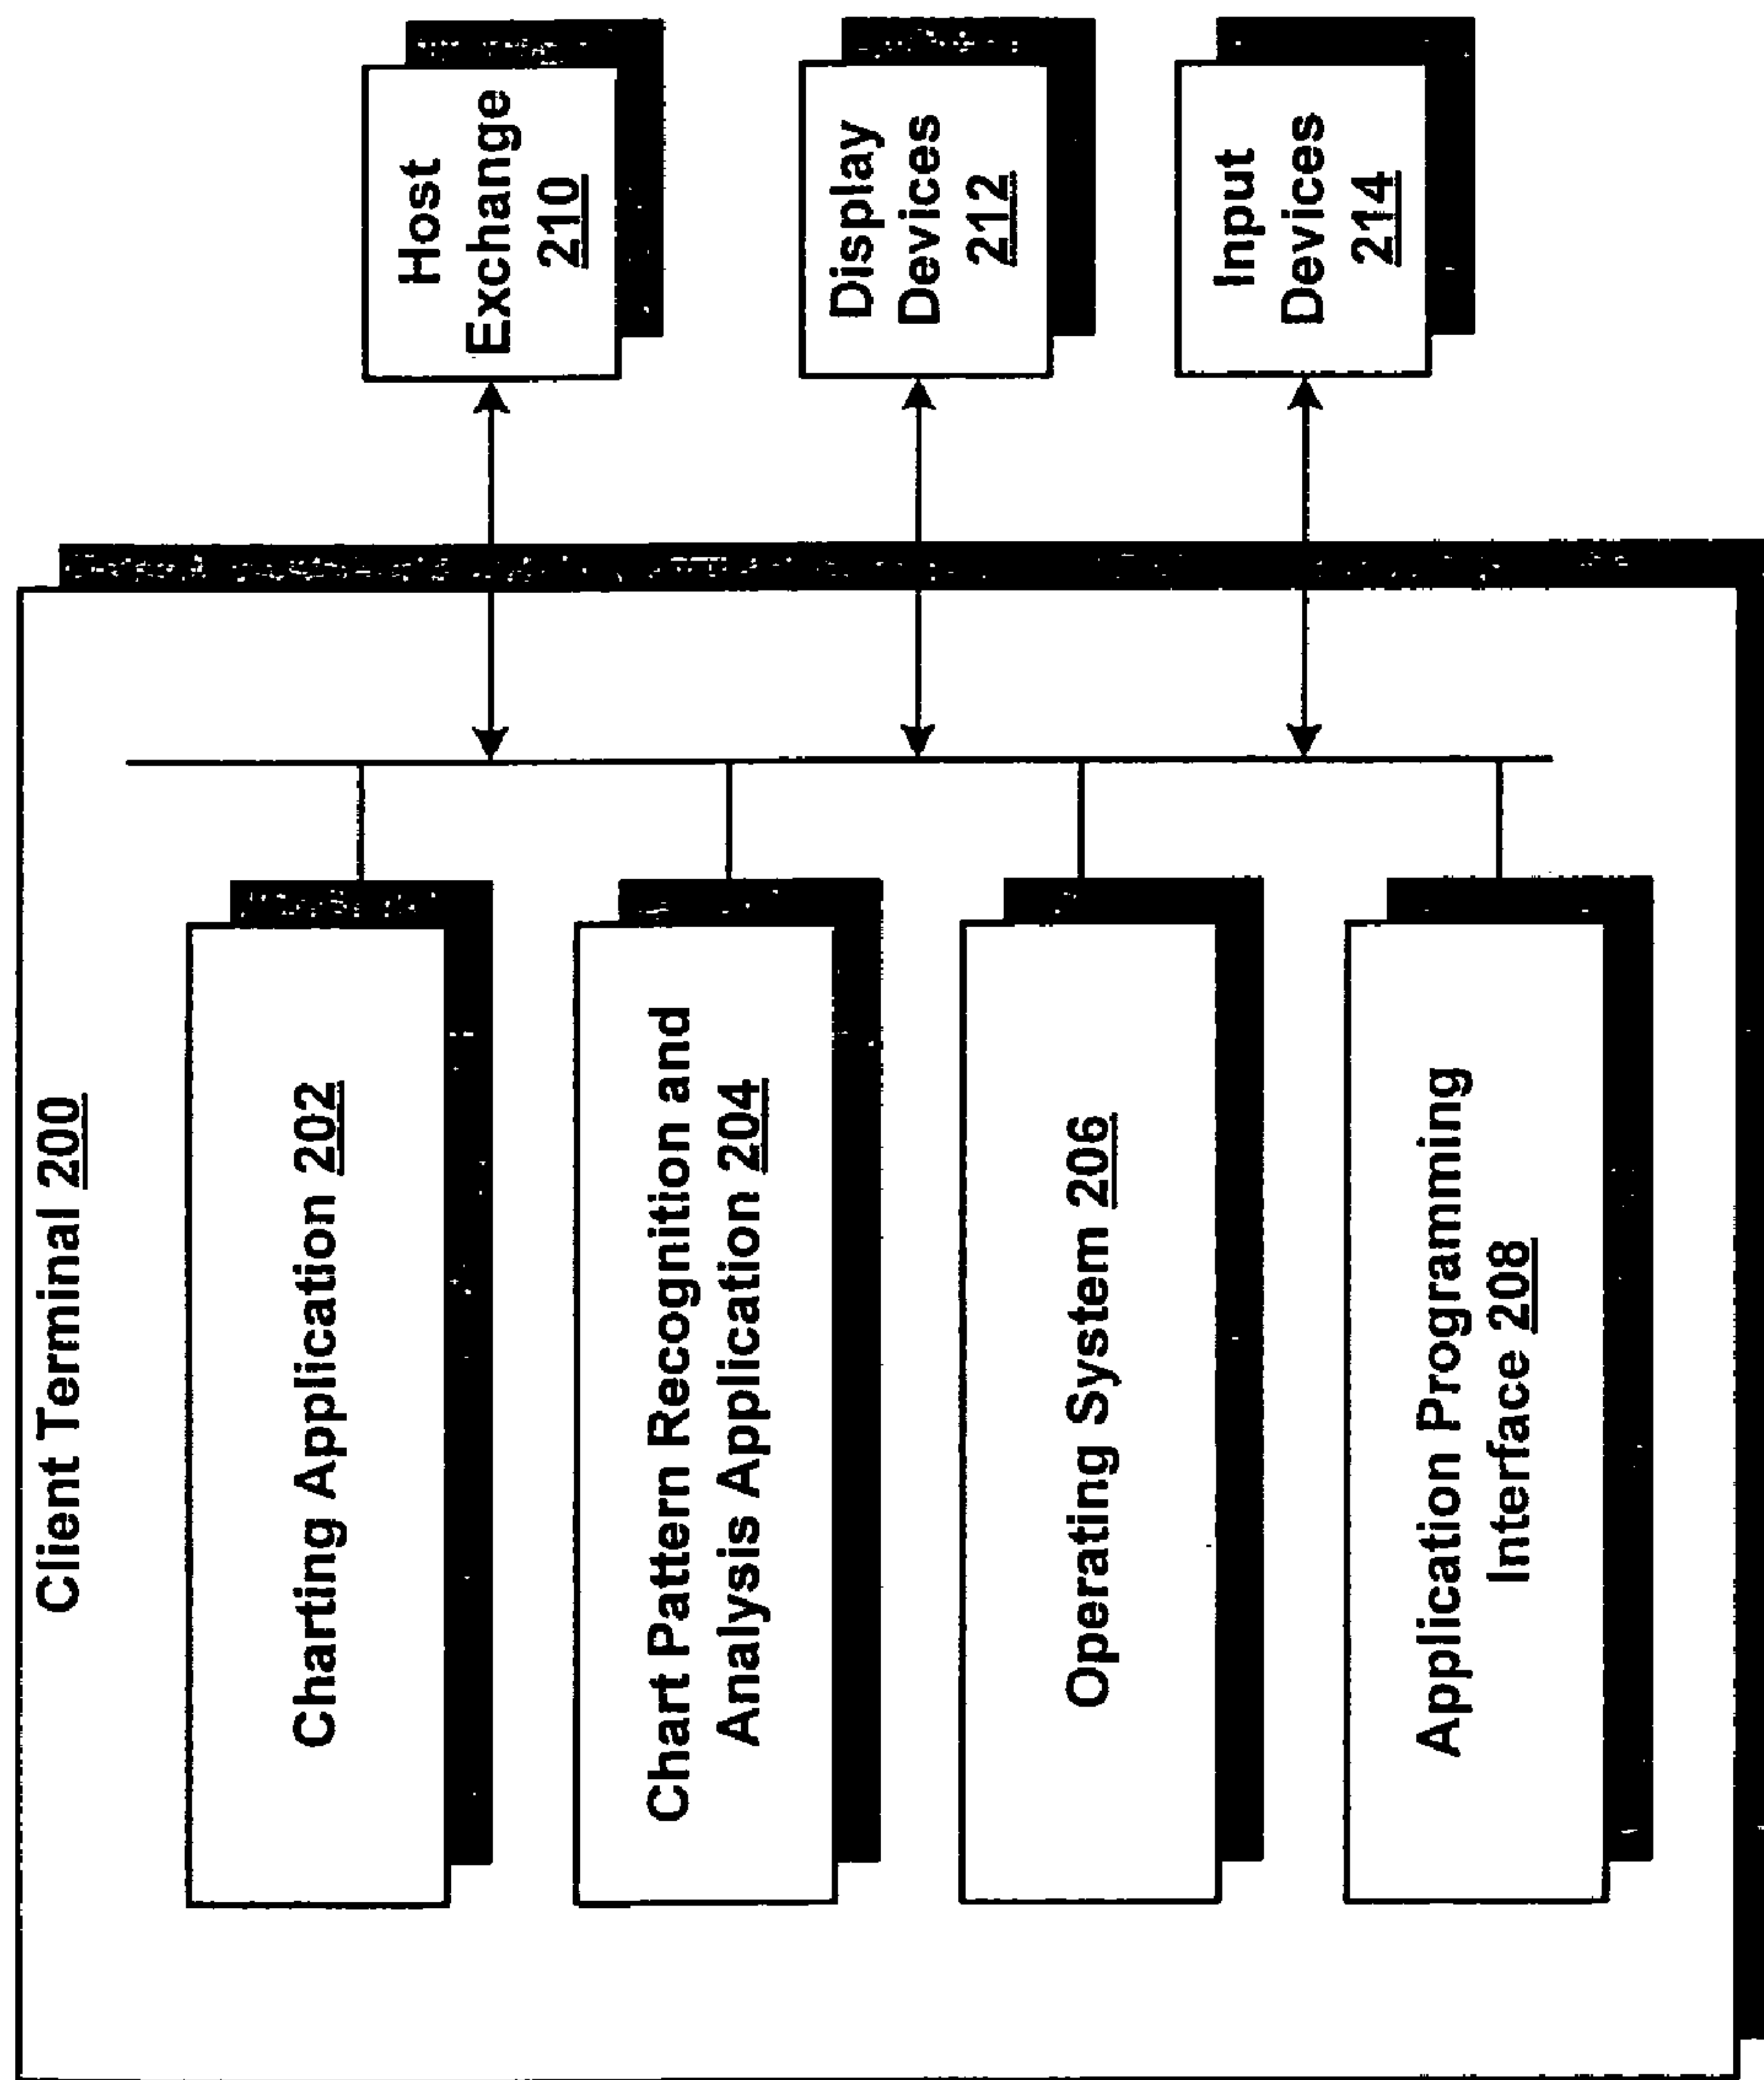 Client Terminal 200
Charting Application 202
Chart Pattern Recognition and
Analysis Application 204
Operating System 206
Application Programming
Interface 208
Host
Exchange
210
Display
Devices
212
Input
Devices
214